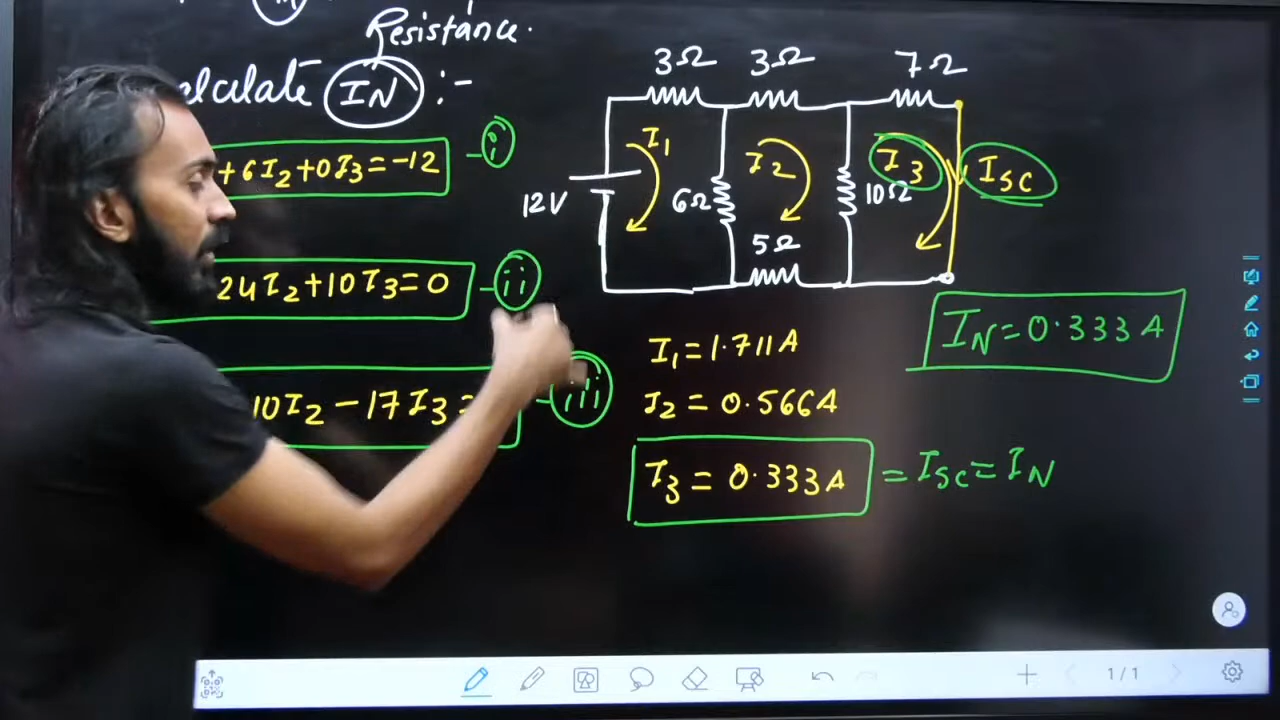 Resistance.
IN :-
+6I2+0I3=-12 -i
24I2+10I3=0 -ii
10I2-17I3= -iii
3Ω 3Ω 7Ω
I1 I2 I3 ISC
12V 6Ω 10Ω
5Ω
IN=0.333A
I1=1.711A
I2=0.566A
I3=0.333A =ISC=IN
1/1